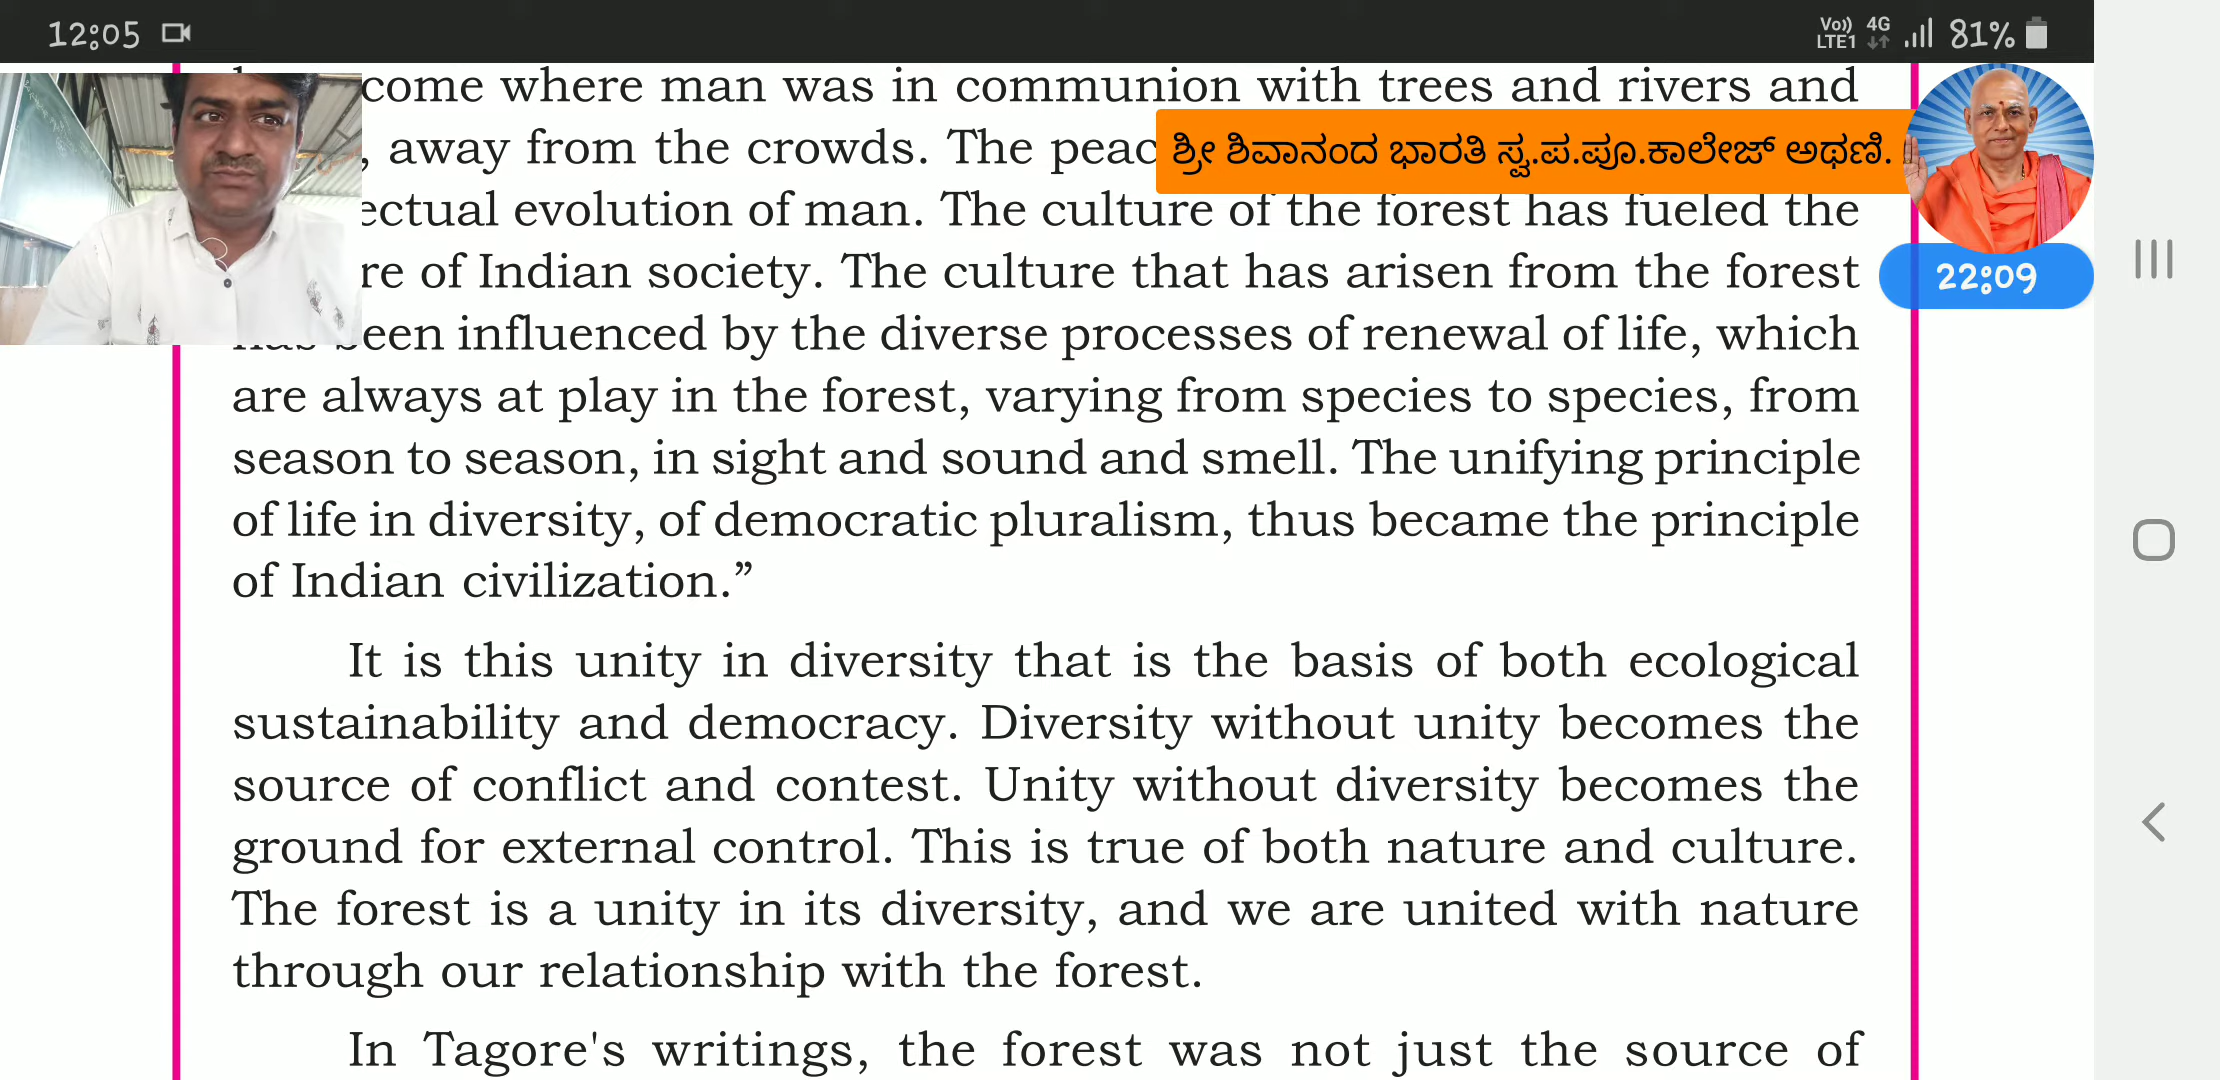 12:05
Vo)) LTE1 4G 81%
come where man was in communion with trees and rivers and
, away from the crowds. The peac
ಶ್ರೀ ಶಿವಾನಂದ ಭಾರತಿ ಸ್ವ.ಪ.ಪೂ.ಕಾಲೇಜ್ ಅಥಣಿ.
ectual evolution of man. The culture of the forest has fueled the
re of Indian society. The culture that has arisen from the forest
22:09
been influenced by the diverse processes of renewal of life, which
are always at play in the forest, varying from species to species, from
season to season, in sight and sound and smell. The unifying principle
of life in diversity, of democratic pluralism, thus became the principle
of Indian civilization.”
It is this unity in diversity that is the basis of both ecological
sustainability and democracy. Diversity without unity becomes the
source of conflict and contest. Unity without diversity becomes the
ground for external control. This is true of both nature and culture.
The forest is a unity in its diversity, and we are united with nature
through our relationship with the forest.
In Tagore's writings, the forest was not just the source of